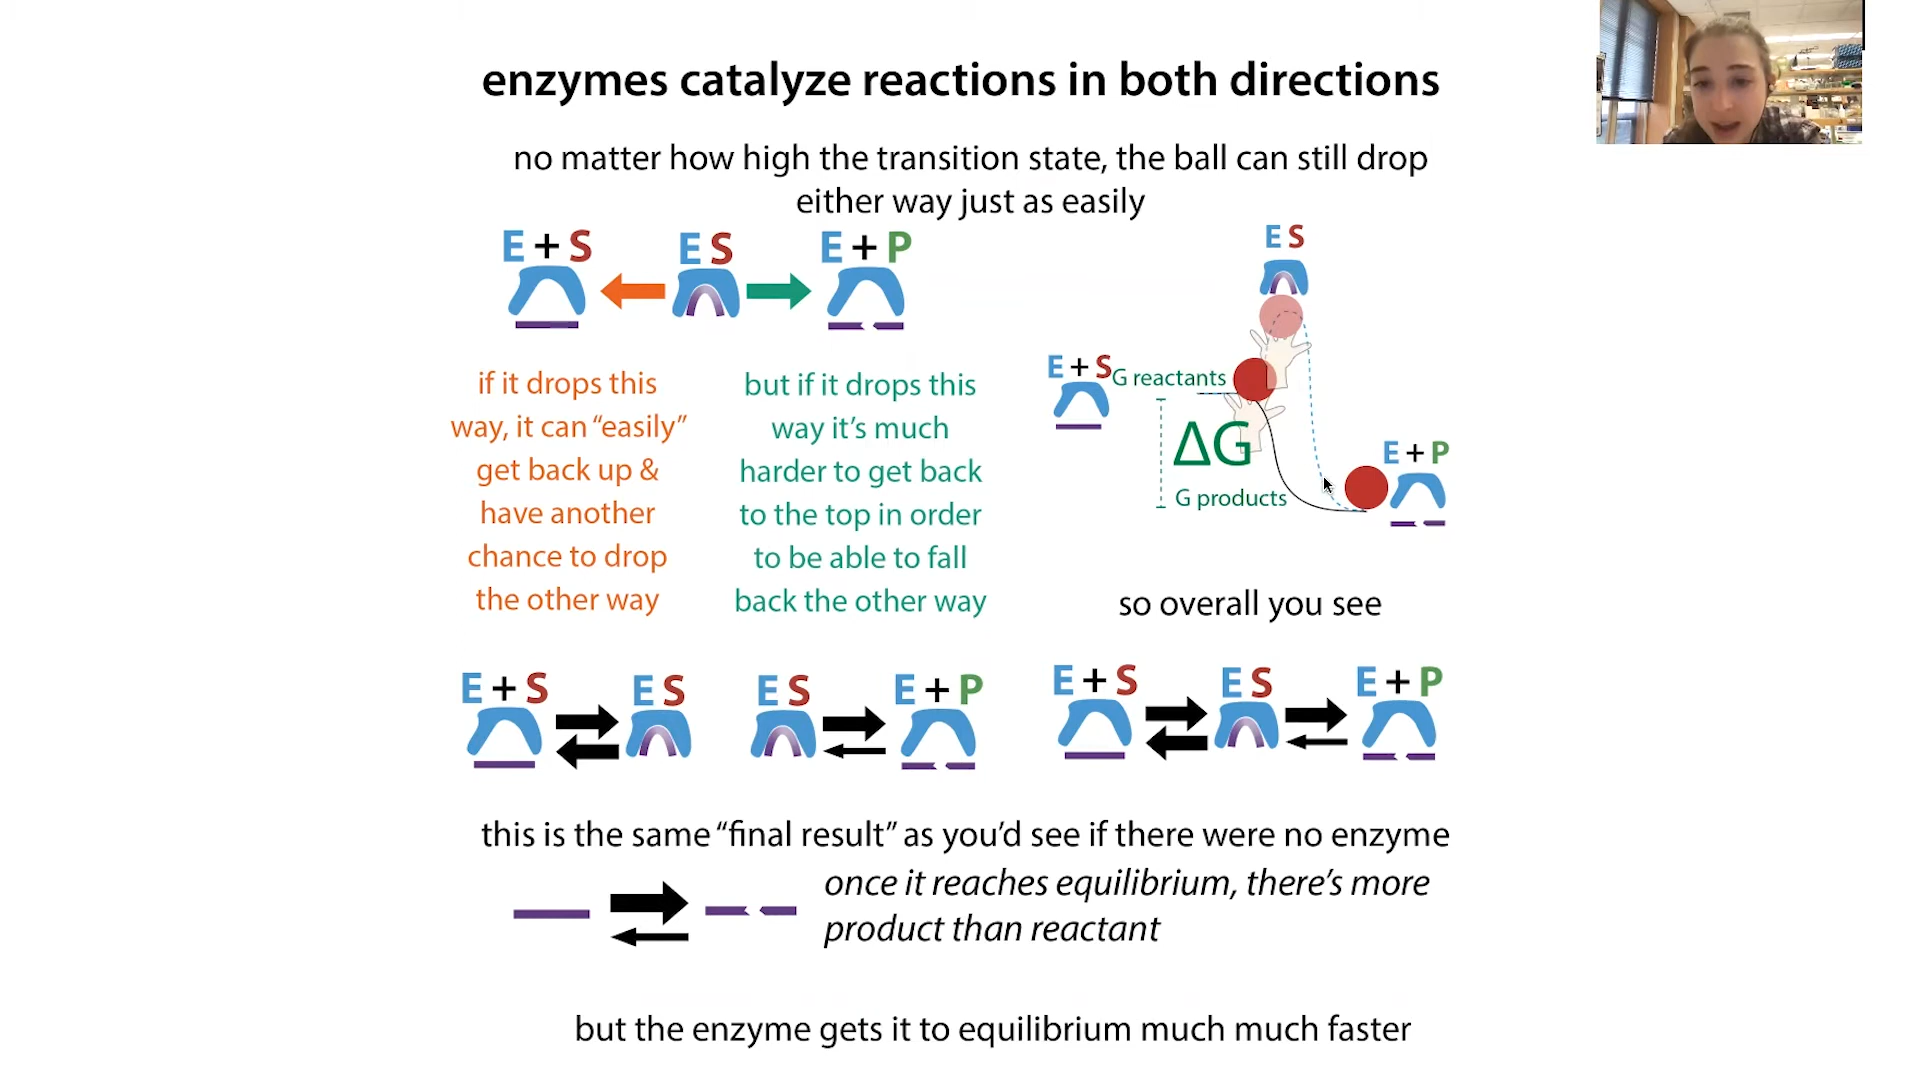 enzymes catalyze reactions in both directions
no matter how high the transition state, the ball can still drop
either way just as easily
E + S
E S
E + P
if it drops this
way, it can “easily”
get back up &
have another
chance to drop
the other way
but if it drops this
way it’s much
harder to get back
to the top in order
to be able to fall
back the other way
E S
E + S
G reactants
ΔG
G products
E + P
so overall you see
E + S
E S
E S
E + P
E + S
E S
E + P
this is the same “final result” as you’d see if there were no enzyme
once it reaches equilibrium, there’s more
product than reactant
but the enzyme gets it to equilibrium much much faster